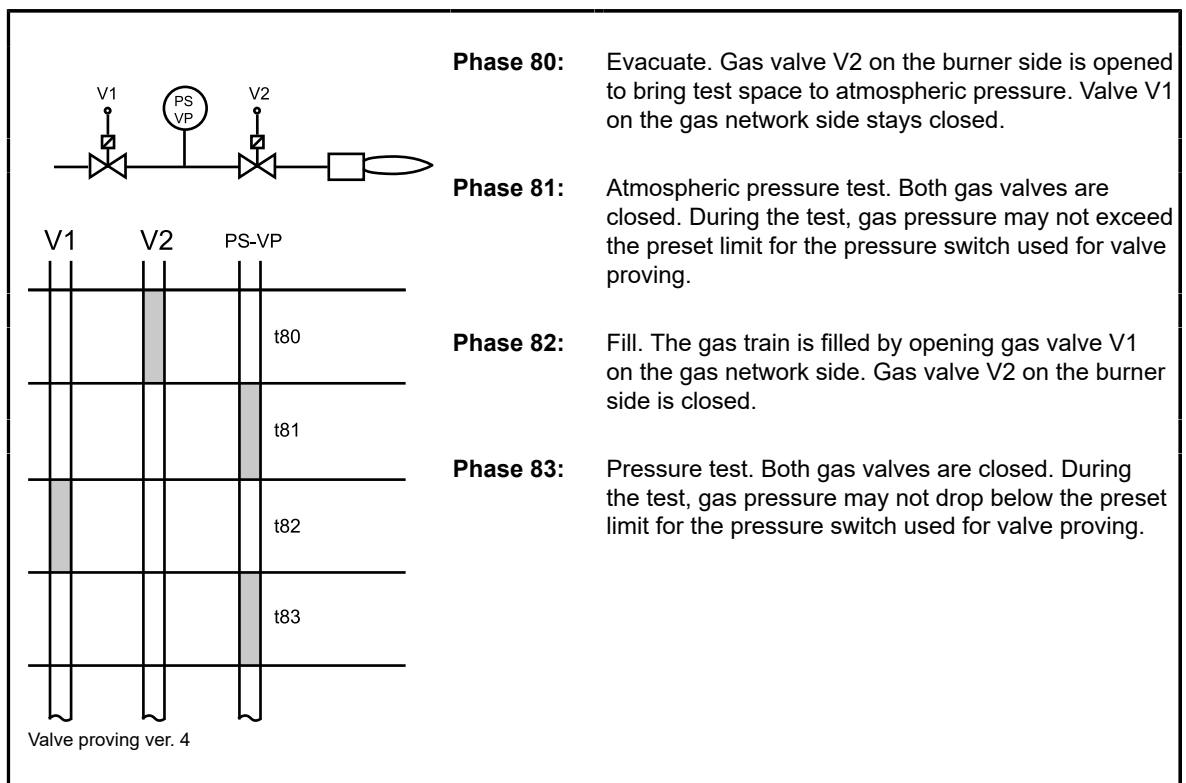 V1
PS
VP
V2
V1 V2 PS-VP
t80
t81
t82
t83
Valve proving ver. 4
Phase 80: Evacuate. Gas valve V2 on the burner side is opened
to bring test space to atmospheric pressure. Valve V1
on the gas network side stays closed.
Phase 81: Atmospheric pressure test. Both gas valves are
closed. During the test, gas pressure may not exceed
the preset limit for the pressure switch used for valve
proving.
Phase 82: Fill. The gas train is filled by opening gas valve V1
on the gas network side. Gas valve V2 on the burner
side is closed.
Phase 83: Pressure test. Both gas valves are closed. During
the test, gas pressure may not drop below the preset
limit for the pressure switch used for valve proving.